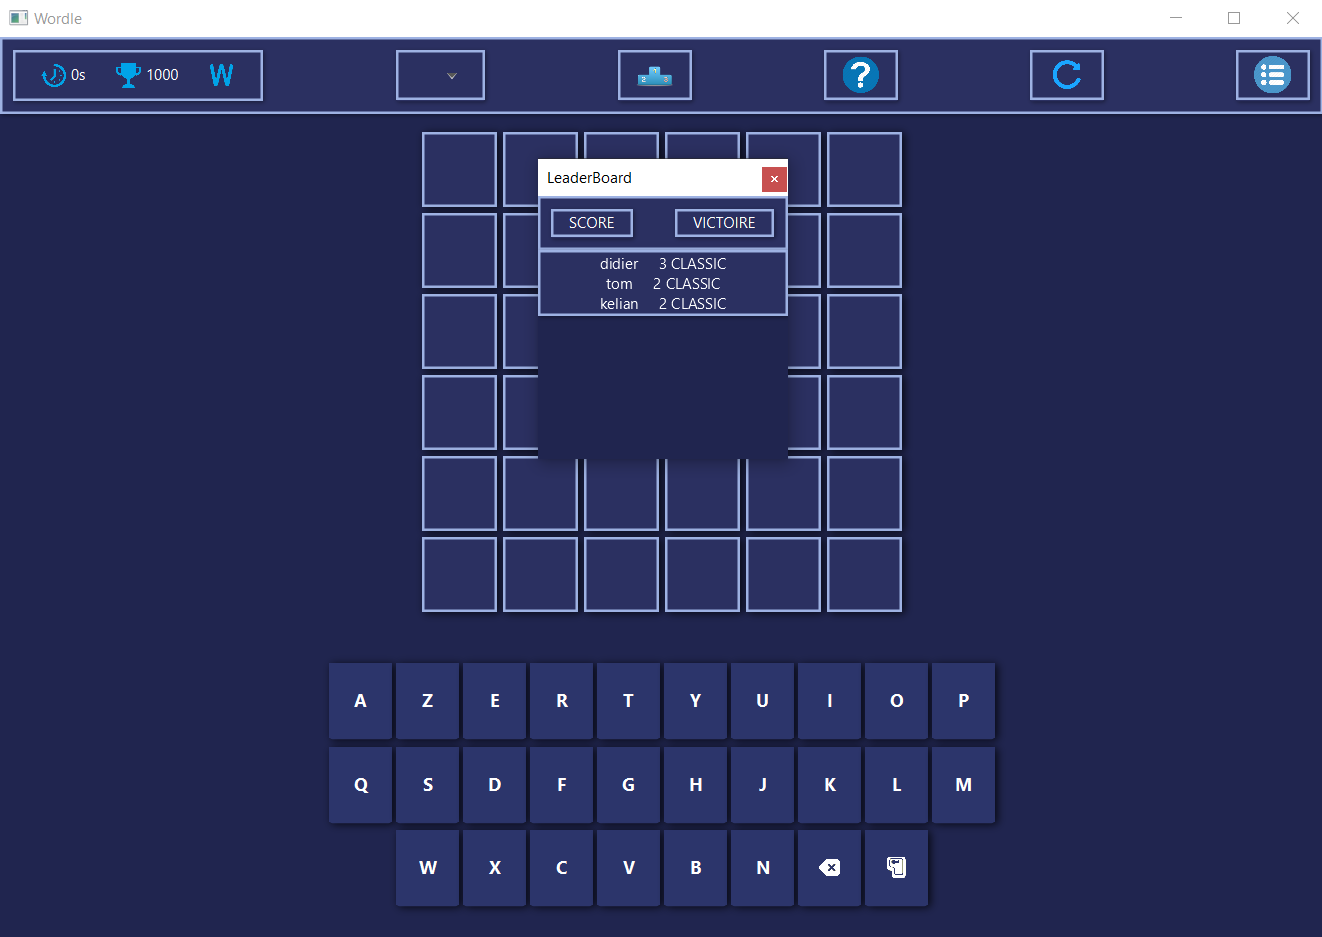 Wordle
0s 1000 W
?
LeaderBoard
SCORE VICTOIRE
didier 3 CLASSIC
tom 2 CLASSIC
kelian 2 CLASSIC
A Z E R T Y U I O P
Q S D F G H J K L M
W X C V B N